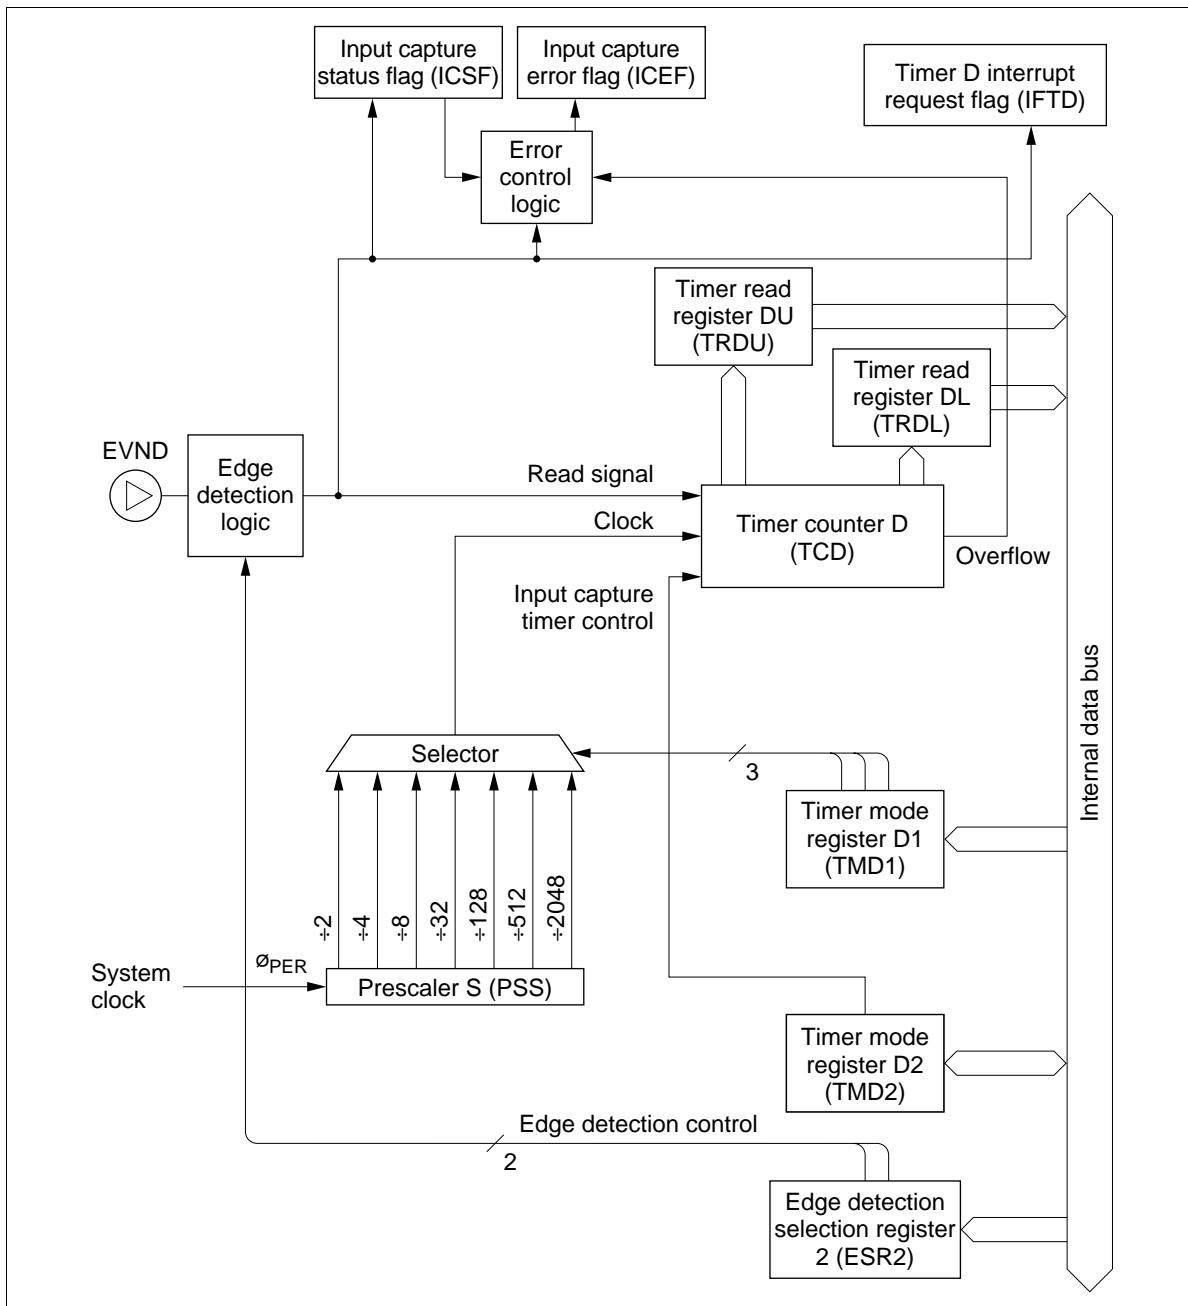 Input capture
status flag (ICSF)
Input capture
error flag (ICEF)
Timer D interrupt
request flag (IFTD)
Error
control
logic
Timer read
register DU
(TRDU)
Timer read
register DL
(TRDL)
EVND
Edge
detection
logic
Read signal
Clock
Timer counter D
(TCD)
Overflow
Input capture
timer control
Internal data bus
Selector
3
Timer mode
register D1
(TMD1)
÷2
÷4
÷8
÷32
÷128
÷512
÷2048
System
clock
øPER
Prescaler S (PSS)
Timer mode
register D2
(TMD2)
Edge detection control
2
Edge detection
selection register
2 (ESR2)